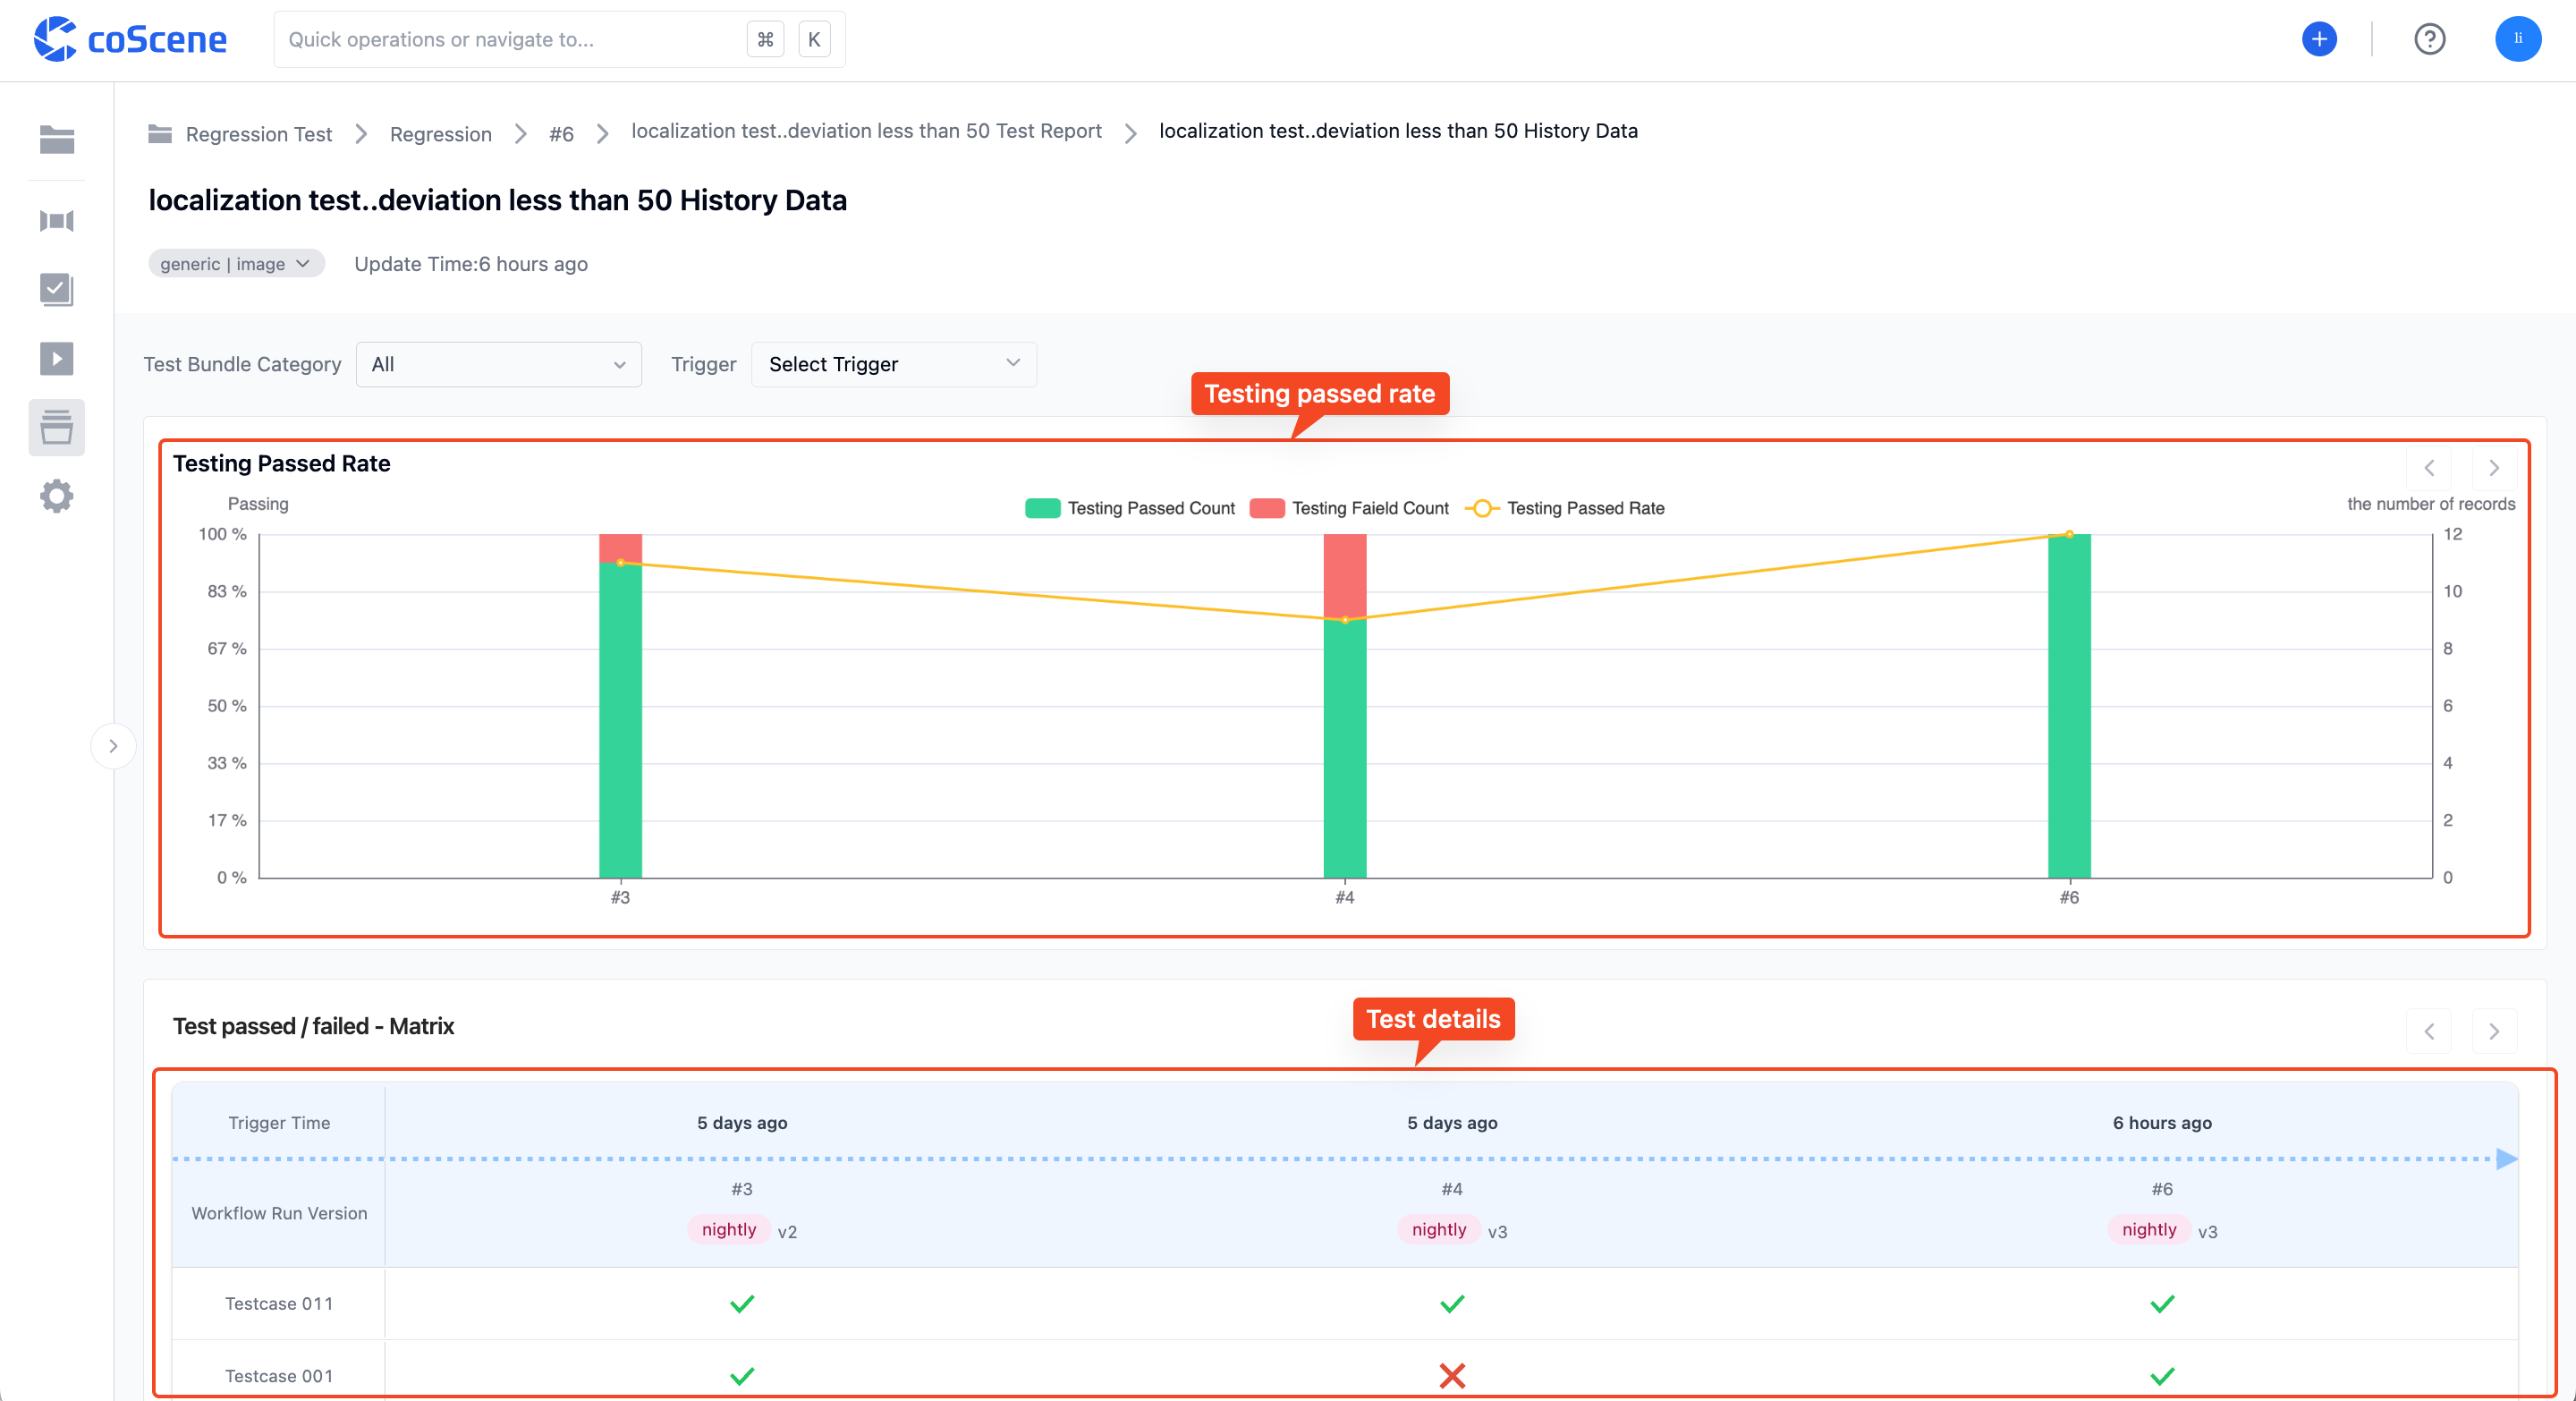 coScene
Quick operations or navigate to... ⌘ K
li
Regression Test > Regression > #6 > localization test..deviation less than 50 Test Report > localization test..deviation less than 50 History Data
localization test..deviation less than 50 History Data
generic | image
Update Time:6 hours ago
Test Bundle Category All Trigger Select Trigger
Testing passed rate
Testing Passed Rate
Passing
Testing Passed Count Testing Faield Count Testing Passed Rate
the number of records
100 % 12
83 % 10
67 % 8
50 % 6
33 % 4
17 % 2
0 % 0
#3 #4 #6
Test details
Test passed / failed - Matrix
Trigger Time 5 days ago 5 days ago 6 hours ago
#3 #4 #6
Workflow Run Version
nightly v2 nightly v3 nightly v3
Testcase 011
Testcase 001